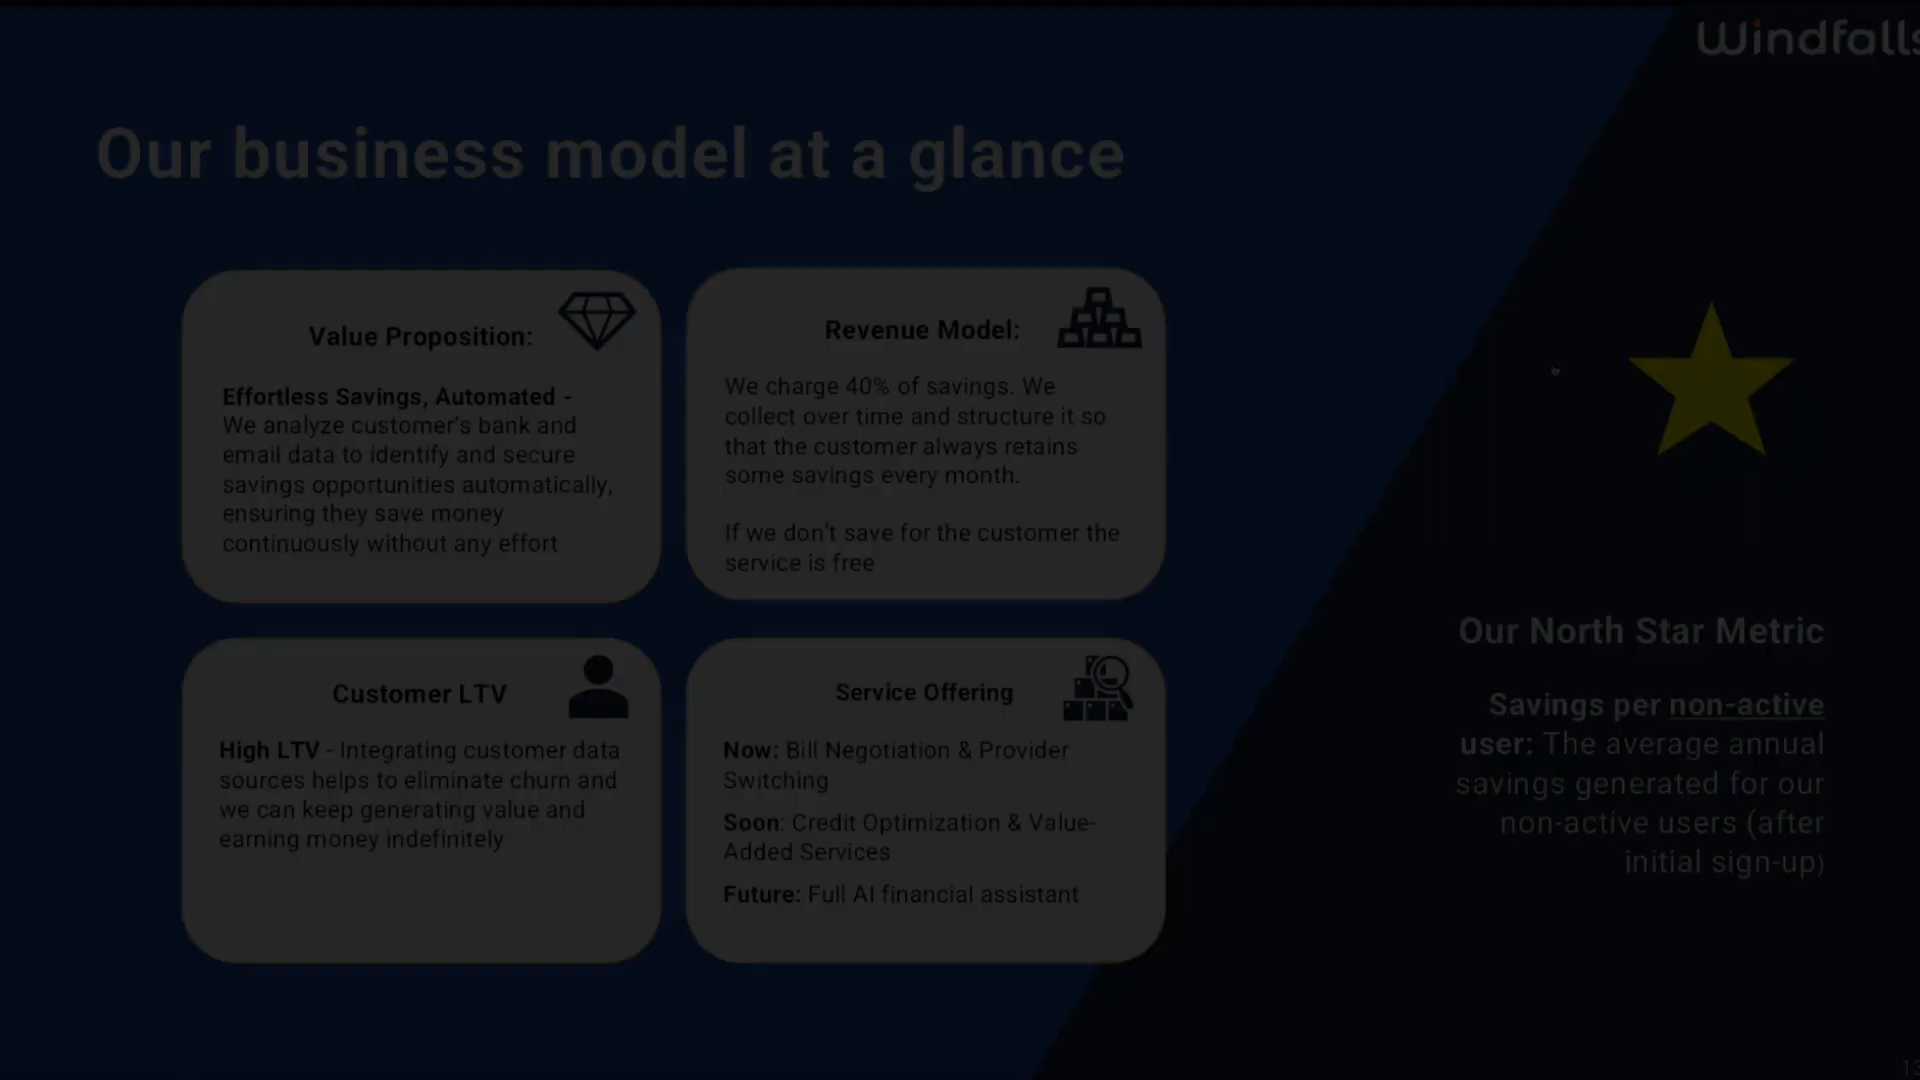 Windfalls
Our business model at a glance
Value Proposition:
Effortless Savings, Automated -
We analyze customer's bank and
email data to identify and secure
savings opportunities automatically,
ensuring they save money
continuously without any effort
Revenue Model:
We charge 40% of savings. We
collect over time and structure it so
that the customer always retains
some savings every month.
If we don't save for the customer the
service is free
Customer LTV
High LTV - Integrating customer data
sources helps to eliminate churn and
we can keep generating value and
earning money indefinitely
Service Offering
Now: Bill Negotiation & Provider
Switching
Soon: Credit Optimization & Value-
Added Services
Future: Full AI financial assistant
Our North Star Metric
Savings per non-active
user: The average annual
savings generated for our
non-active users (after
initial sign-up)